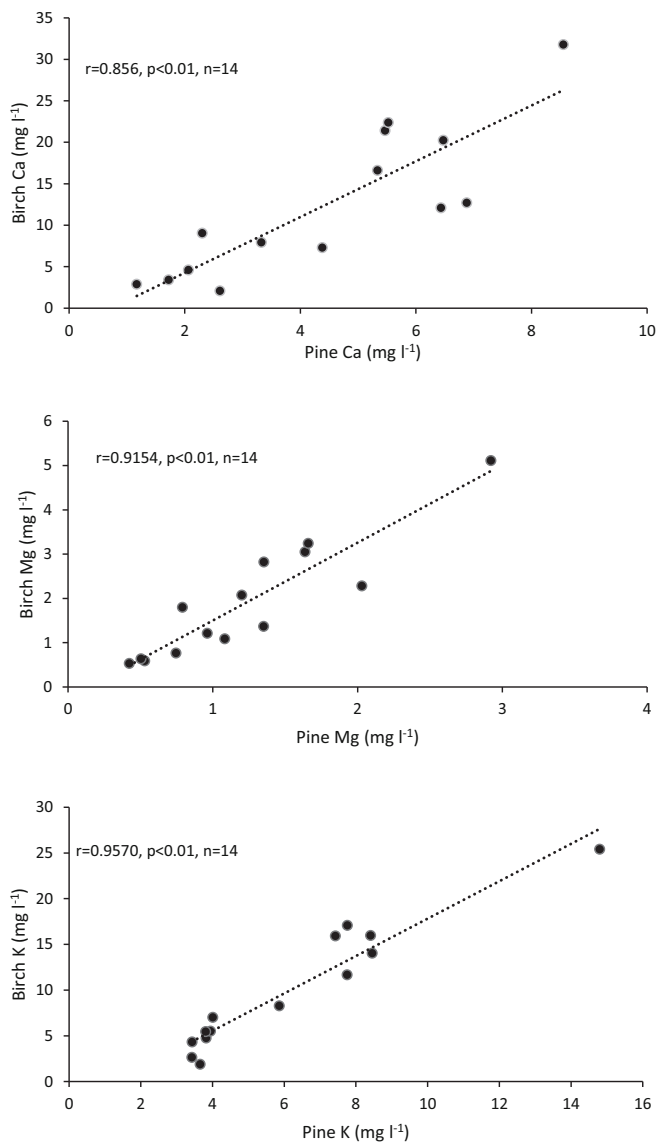 35
30
r=0.856, p<0.01, n=14
25
20
15
10
5
0
Birch Ca (mg l⁻¹)
0 2 4 6 8 10
Pine Ca (mg l⁻¹)
6
r=0.9154, p<0.01, n=14
5
4
3
2
1
0
Birch Mg (mg l⁻¹)
0 1 2 3 4
Pine Mg (mg l⁻¹)
30
r=0.9570, p<0.01, n=14
25
20
15
10
5
0
Birch K (mg l⁻¹)
0 2 4 6 8 10 12 14 16
Pine K (mg l⁻¹)